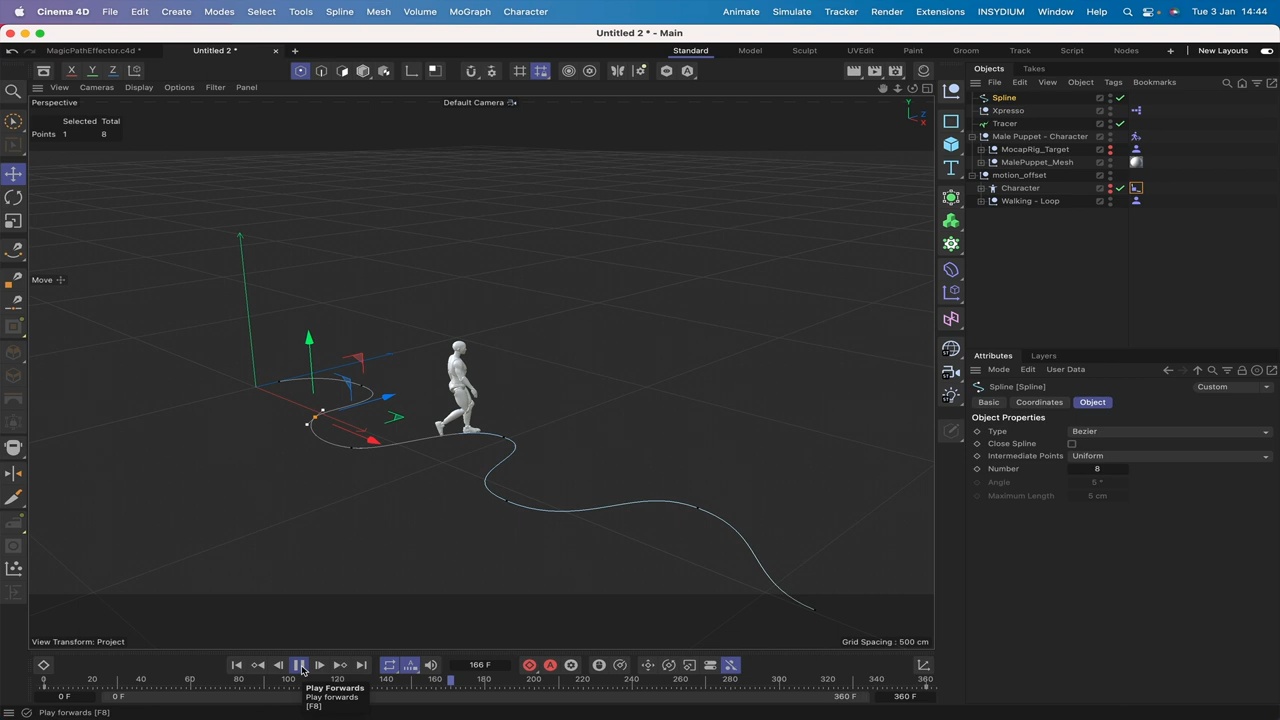 Cinema 4D File Edit Create Modes Select Tools Spline Mesh Volume MoGraph Character Animate Simulate Tracker Render Extensions INSYDIUM Window Help Tue 3 Jan 14:44
Untitled 2 * - Main
MagicPathEffector.c4d * Untitled 2 * Standard Model Sculpt UVEdit Paint Groom Track Script Nodes New Layouts
X Y Z
Objects Takes
File Edit View Object Tags Bookmarks
View Cameras Display Options Filter Panel
Perspective
Default Camera
Y
Z
X
Selected Total
Points 1 8
Move
Spline
Xpresso
Tracer
Male Puppet - Character
MocapRig_Target
MalePuppet_Mesh
motion_offset
Character
Walking - Loop
Attributes Layers
Mode Edit User Data
Spline [Spline] Custom
Basic Coordinates Object
Object Properties
Type Bezier
Close Spline
Intermediate Points Uniform
Number 8
Angle 5 °
Maximum Length 5 cm
View Transform: Project
Grid Spacing : 500 cm
166 F
0 20 40 60 80 100 120 140 160 180 200 220 240 260 280 300 320 340 360
0 F 0 F 360 F 360 F
Play Forwards
Play forwards
[F8]
Play forwards [F8]